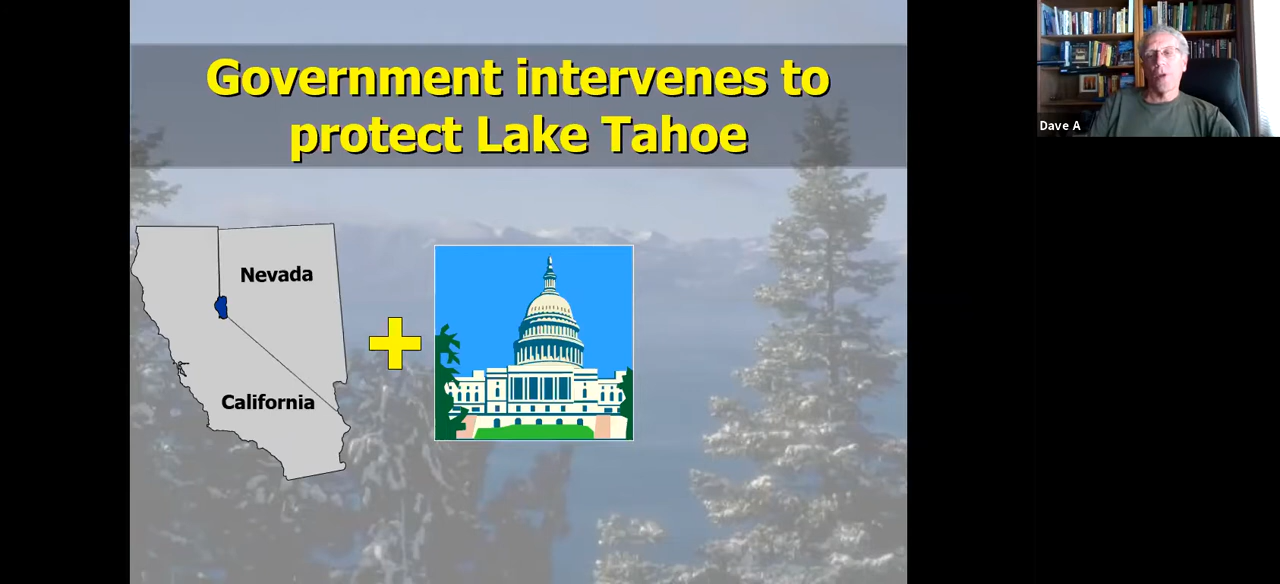 Government intervenes to
protect Lake Tahoe
Nevada
California
Dave A